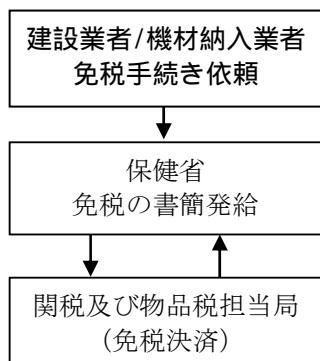 建設業者/機材納入業者
免税手続き依頼
保健省
免税の書簡発給
関税及び物品税担当局
(免税決済)